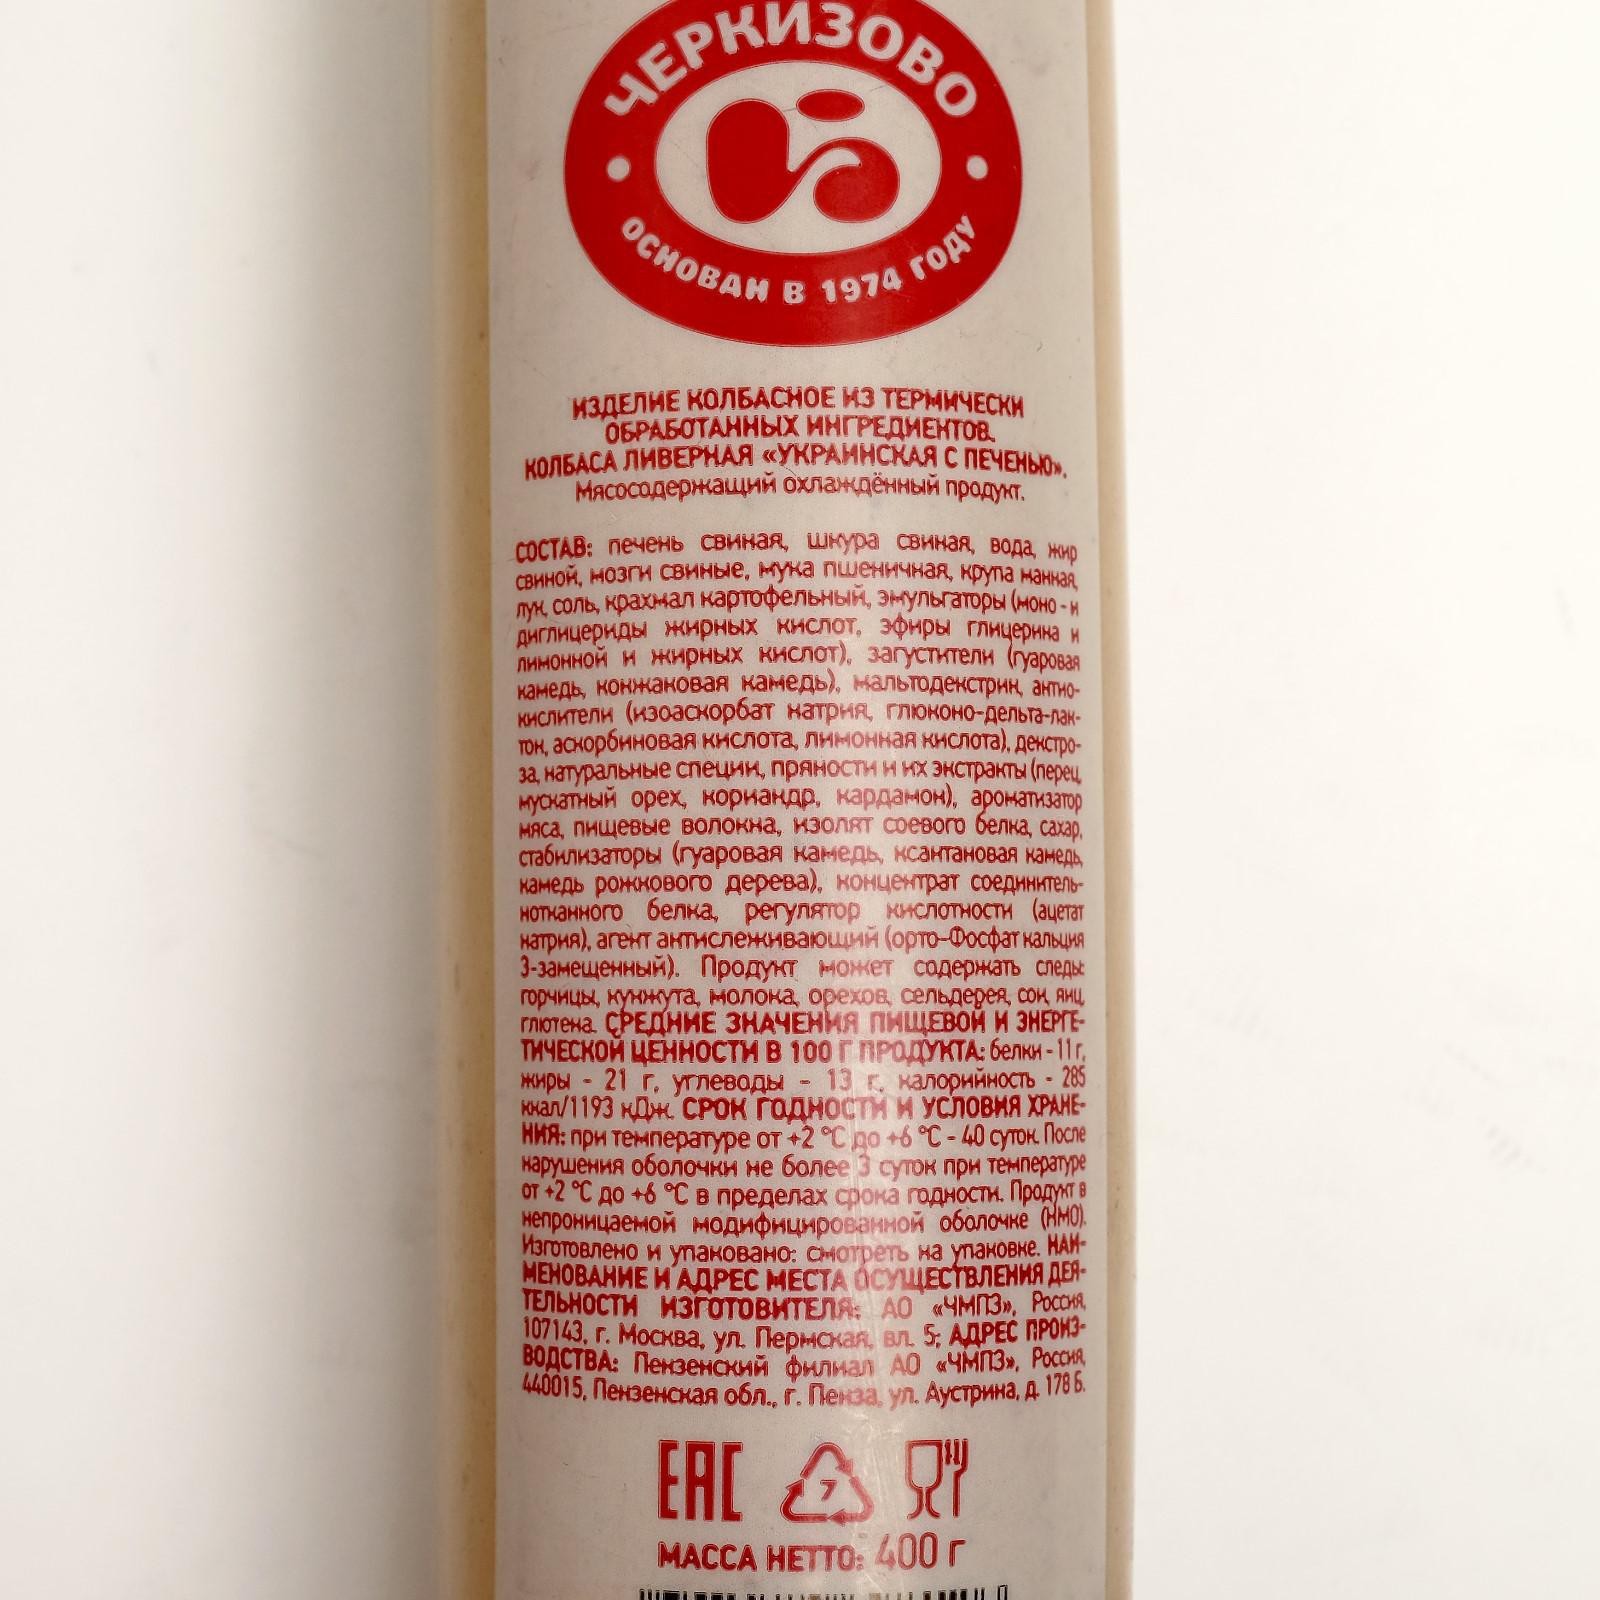 ЧЕРКИЗОВО
ОСНОВАН В 1974 ГОДУ
ИЗДЕЛИЕ КОЛБАСНОЕ ИЗ ТЕРМИЧЕСКИ
ОБРАБОТАННЫХ ИНГРЕДИЕНТОВ.
КОЛБАСА ЛИВЕРНАЯ «УКРАИНСКАЯ С ПЕЧЕНЬЮ».
Мясосодержащий охлаждённый продукт.
СОСТАВ: печень свиная, шкура свиная, вода, жир
свиной, мозги свиные, мука пшеничная, крупа манная,
лук, соль, крахмал картофельный, эмульгаторы (моно - и
диглицериды жирных кислот, эфиры глицерина и
лимонной и жирных кислот), загустители (гуаровая
камедь, конжаковая камедь), мальтодекстрин, антио-
кислители (изоаскорбат натрия, глюконо-дельта-лак-
тон, аскорбиновая кислота, лимонная кислота), декстро-
за, натуральные специи, пряности и их экстракты (перец,
мускатный орех, кориандр, кардамон), ароматизатор
мяса, пищевые волокна, изолят соевого белка, сахар,
стабилизаторы (гуаровая камедь, ксантановая камедь,
камедь рожкового дерева), концентрат соединитель-
нотканного белка, регулятор кислотности (ацетат
натрия), агент антислеживающий (орто-Фосфат кальция
3-замещенный). Продукт может содержать следы:
горчицы, кунжута, молока, орехов, сельдерея, сои, яиц,
глютена. СРЕДНИЕ ЗНАЧЕНИЯ ПИЩЕВОЙ И ЭНЕРГЕ-
ТИЧЕСКОЙ ЦЕННОСТИ В 100 Г ПРОДУКТА: белки - 11 г,
жиры - 21 г, углеводы - 13 г, калорийность - 285
ккал/1193 кДж. СРОК ГОДНОСТИ И УСЛОВИЯ ХРАНЕ-
НИЯ: при температуре от +2 °C до +6 °C - 40 суток. После
нарушения оболочки не более 3 суток при температуре
от +2 °C до +6 °C в пределах срока годности. Продукт в
непроницаемой модифицированной оболочке (НМО).
Изготовлено и упаковано: смотреть на упаковке. НАИ-
МЕНОВАНИЕ И АДРЕС МЕСТА ОСУЩЕСТВЛЕНИЯ ДЕЯ-
ТЕЛЬНОСТИ ИЗГОТОВИТЕЛЯ: АО «ЧМПЗ», Россия,
107143, г. Москва, ул. Пермская, вл. 5; АДРЕС ПРОИЗ-
ВОДСТВА: Пензенский филиал АО «ЧМПЗ», Россия,
440015, Пензенская обл., г. Пенза, ул. Аустрина, д. 178 Б.
ЕАС 7
МАССА НЕТТО: 400 г